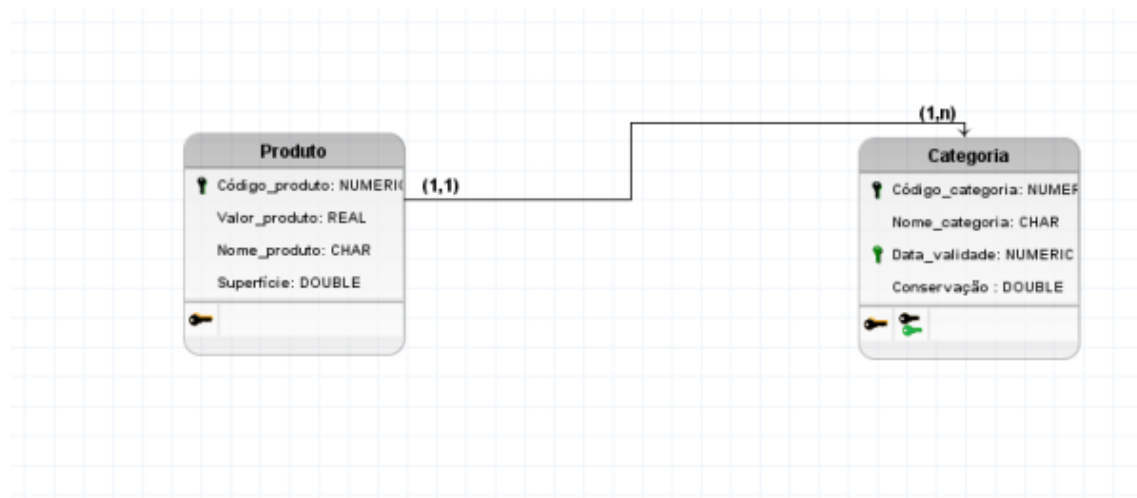 Produto
Código_produto: NUMERIC
Valor_produto: REAL
Nome_produto: CHAR
Superfície: DOUBLE
(1,1)
(1,n)
Categoria
Código_categoria: NUMER
Nome_categoria: CHAR
Data_validade: NUMERIC
Conservação : DOUBLE